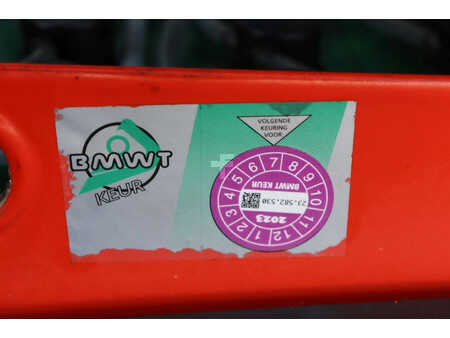 BMWT
KEUR
VOLGENDE
KEURING
VOOR:
1 2 3 4 5 6 7 8 9 10 11 12
BMWT KEUR
23.582.530
2023